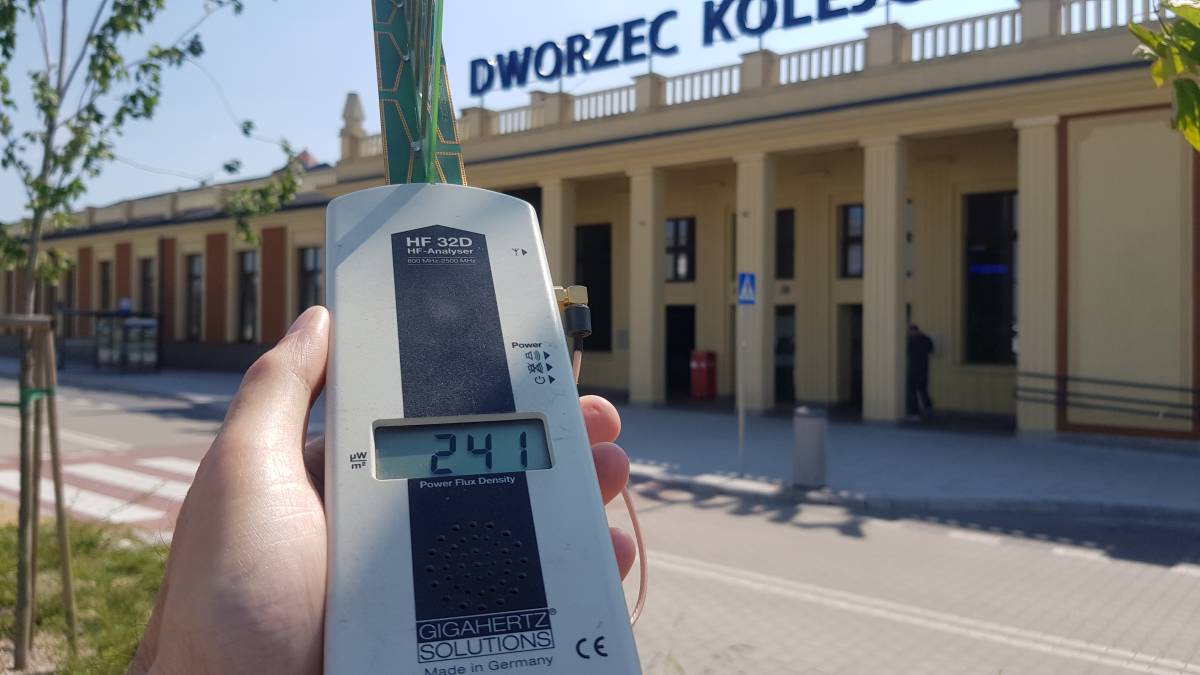 DWORZEC KOLEJO
HF 32D
HF-Analyser
800 MHz-2500 MHz
Power
µW
m²
241
Power Flux Density
GIGAHERTZ®
SOLUTIONS
Made in Germany
CE